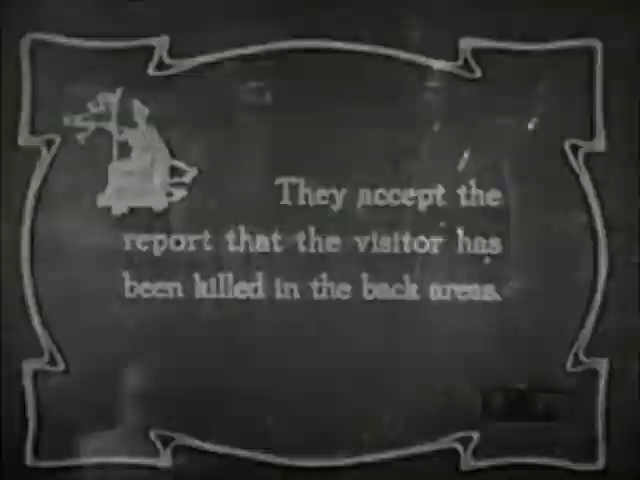 They accept the
report that the visitor has
been killed in the back areas.